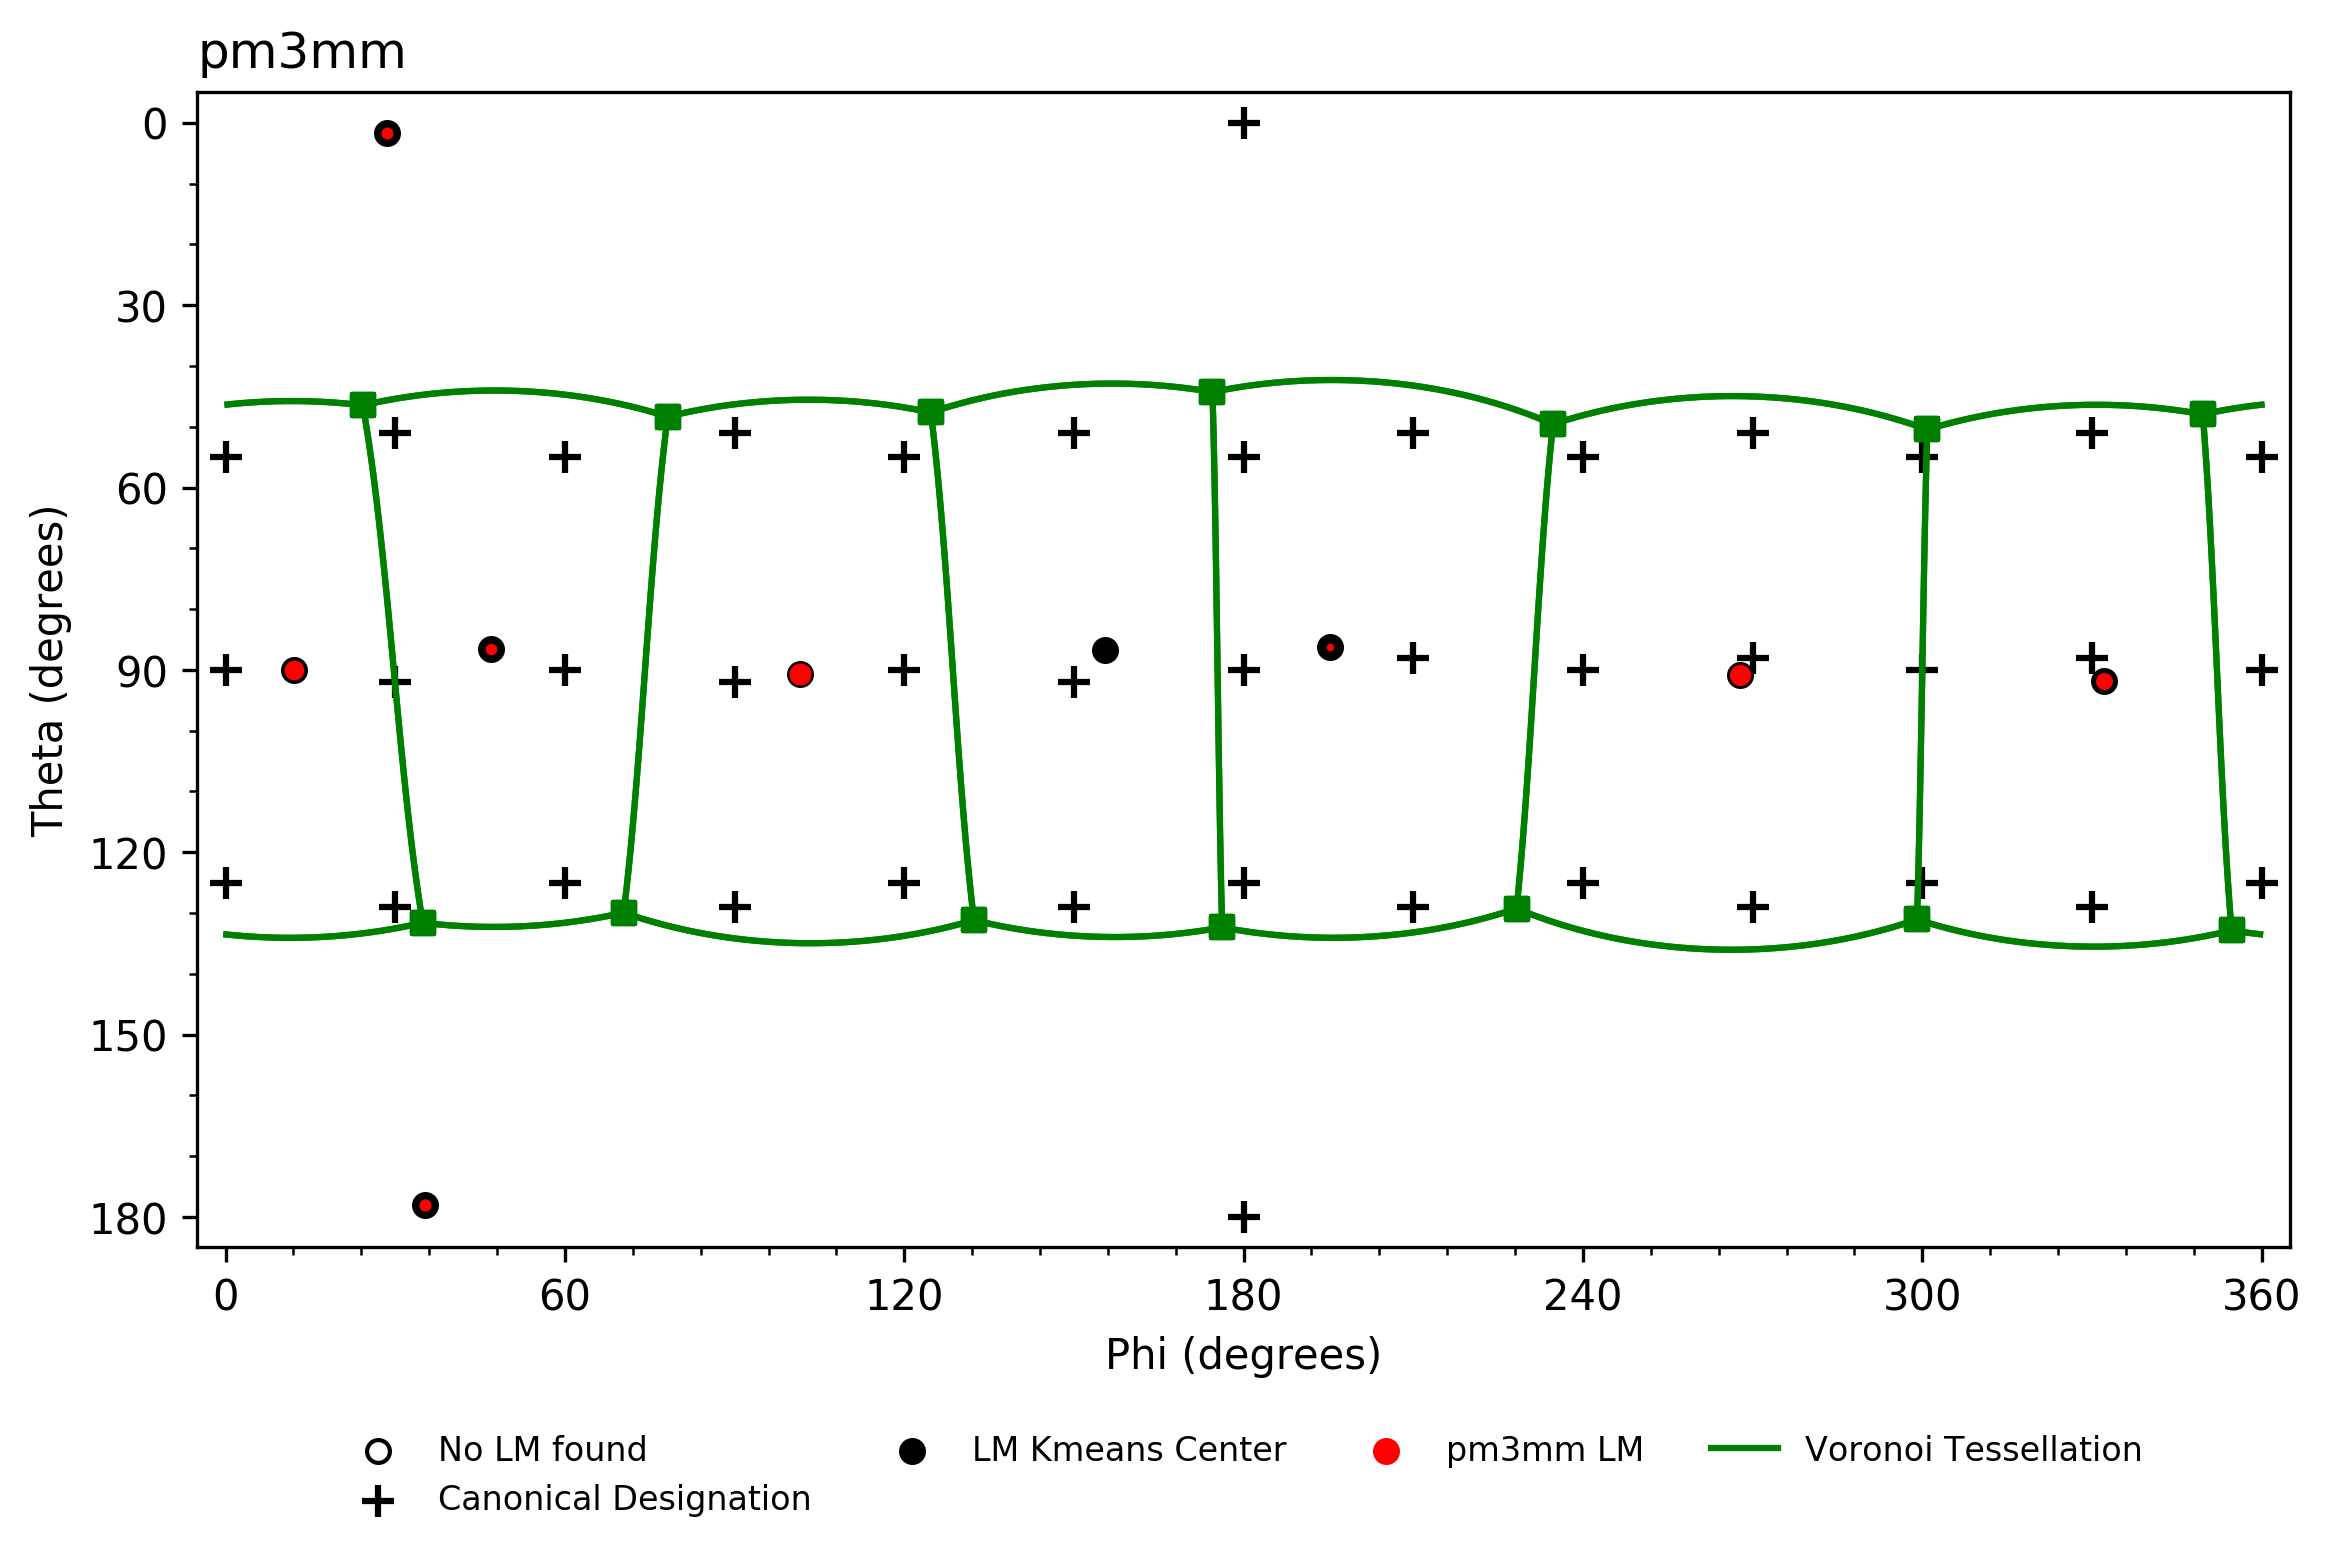 pm3mm
0
30
60
90
120
150
180
Theta (degrees)
0 60 120 180 240 300 360
Phi (degrees)
No LM found LM Kmeans Center pm3mm LM Voronoi Tessellation
Canonical Designation